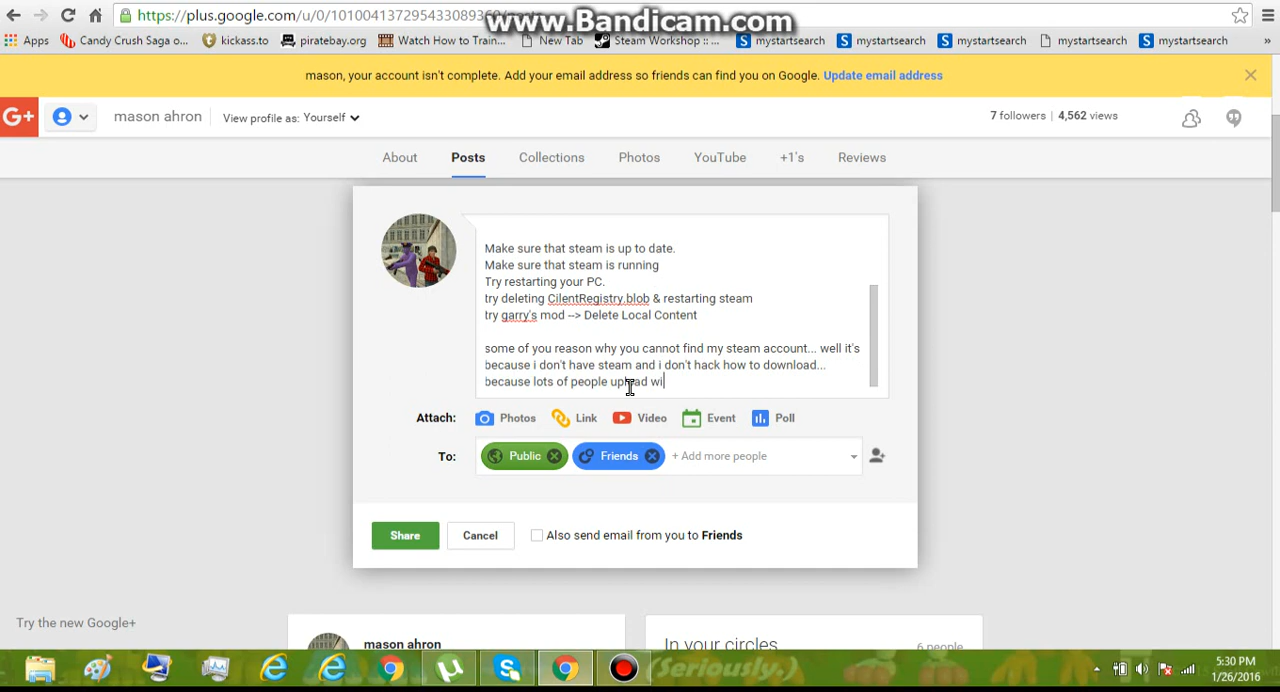 https://plus.google.com/u/0/10100413729543308936
www.Bandicam.com
Apps Candy Crush Saga o... kickass.to piratebay.org Watch How to Train... New Tab Steam Workshop :: ... mystartsearch mystartsearch mystartsearch mystartsearch mystartsearch »
mason, your account isn't complete. Add your email address so friends can find you on Google. Update email address
G+ mason ahron View profile as: Yourself 7 followers | 4,562 views
About Posts Collections Photos YouTube +1's Reviews
Make sure that steam is up to date.
Make sure that steam is running
Try restarting your PC.
try deleting CilentRegistry.blob & restarting steam
try garry's mod --> Delete Local Content
some of you reason why you cannot find my steam account... well it's
because i don't have steam and i don't hack how to download...
because lots of people upload wi
Attach: Photos Link Video Event Poll
To: Public Friends + Add more people
Share Cancel Also send email from you to Friends
Try the new Google+
mason ahron
In your circles 6 people
(Seriously.)
5:30 PM
1/26/2016